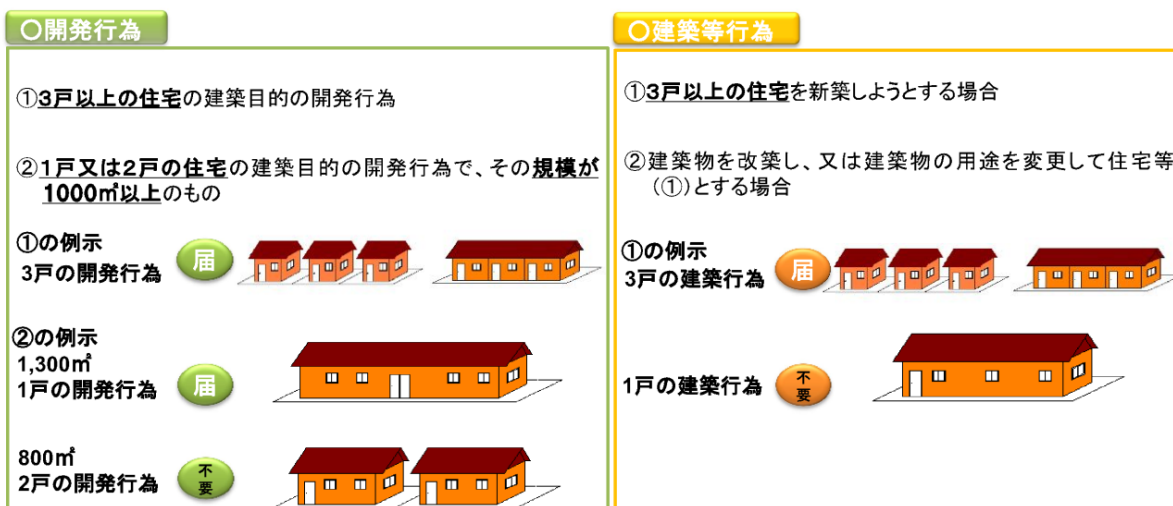 〇開発行為
①3戸以上の住宅の建築目的の開発行為
②1戸又は2戸の住宅の建築目的の開発行為で、その規模が
1000㎡以上のもの
①の例示
3戸の開発行為
届
②の例示
1,300㎡
1戸の開発行為
届
800㎡
2戸の開発行為
不
要
〇建築等行為
①3戸以上の住宅を新築しようとする場合
②建築物を改築し、又は建築物の用途を変更して住宅等
(①)とする場合
①の例示
3戸の建築行為
届
1戸の建築行為
不
要